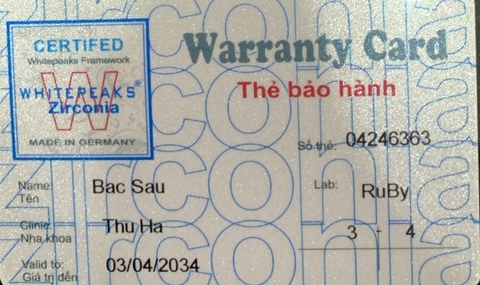 CERTIFED
Whitepeaks Framework
WHITEPEAKS®
Zirconia
MADE IN GERMANY
Warranty Card
Thẻ bảo hành
Số thẻ: 04246363
Name Bac Sau
Tên
Lab: RuBy
Clinic Thu Ha
Nha khoa
3 - 4
Valid to: 03/04/2034
Giá trị đến